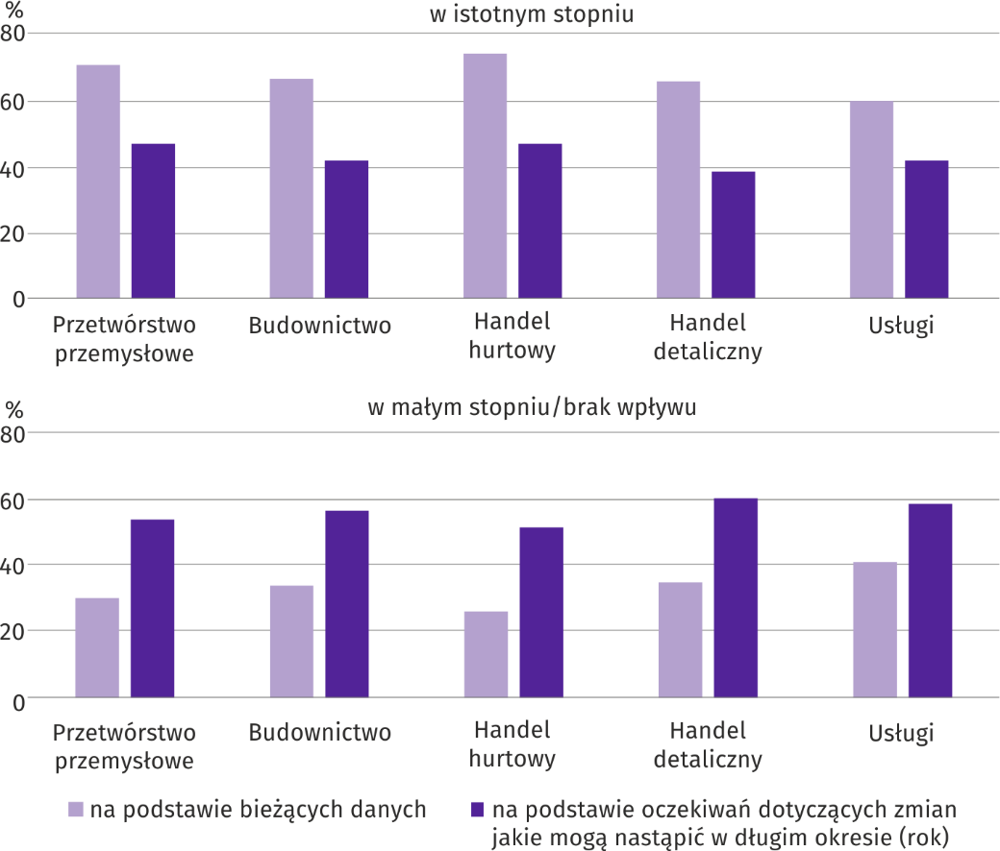 %
w istotnym stopniu
80
60
40
20
0
Przetwórstwo
przemysłowe
Budownictwo
Handel
hurtowy
Handel
detaliczny
Usługi
%
w małym stopniu/brak wpływu
80
60
40
20
0
Przetwórstwo
przemysłowe
Budownictwo
Handel
hurtowy
Handel
detaliczny
Usługi
na podstawie bieżących danych
na podstawie oczekiwań dotyczących zmian
jakie mogą nastąpić w długim okresie (rok)